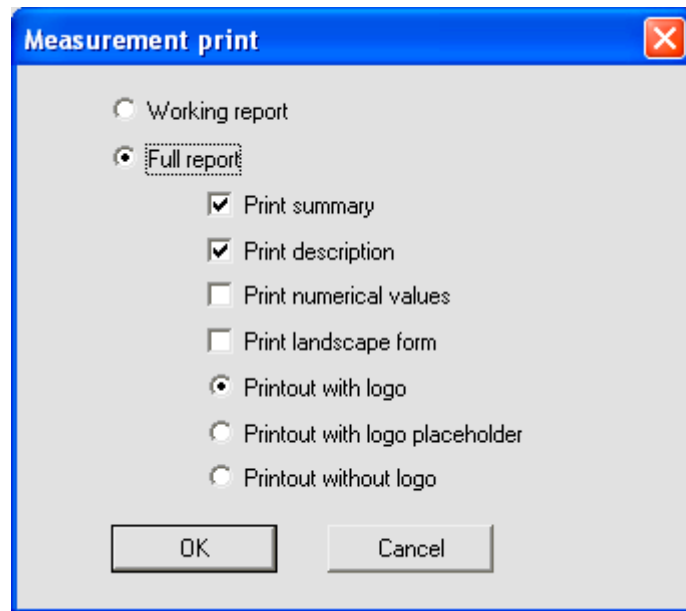 Measurement print
Working report
Full report
Print summary
Print description
Print numerical values
Print landscape form
Printout with logo
Printout with logo placeholder
Printout without logo
OK Cancel